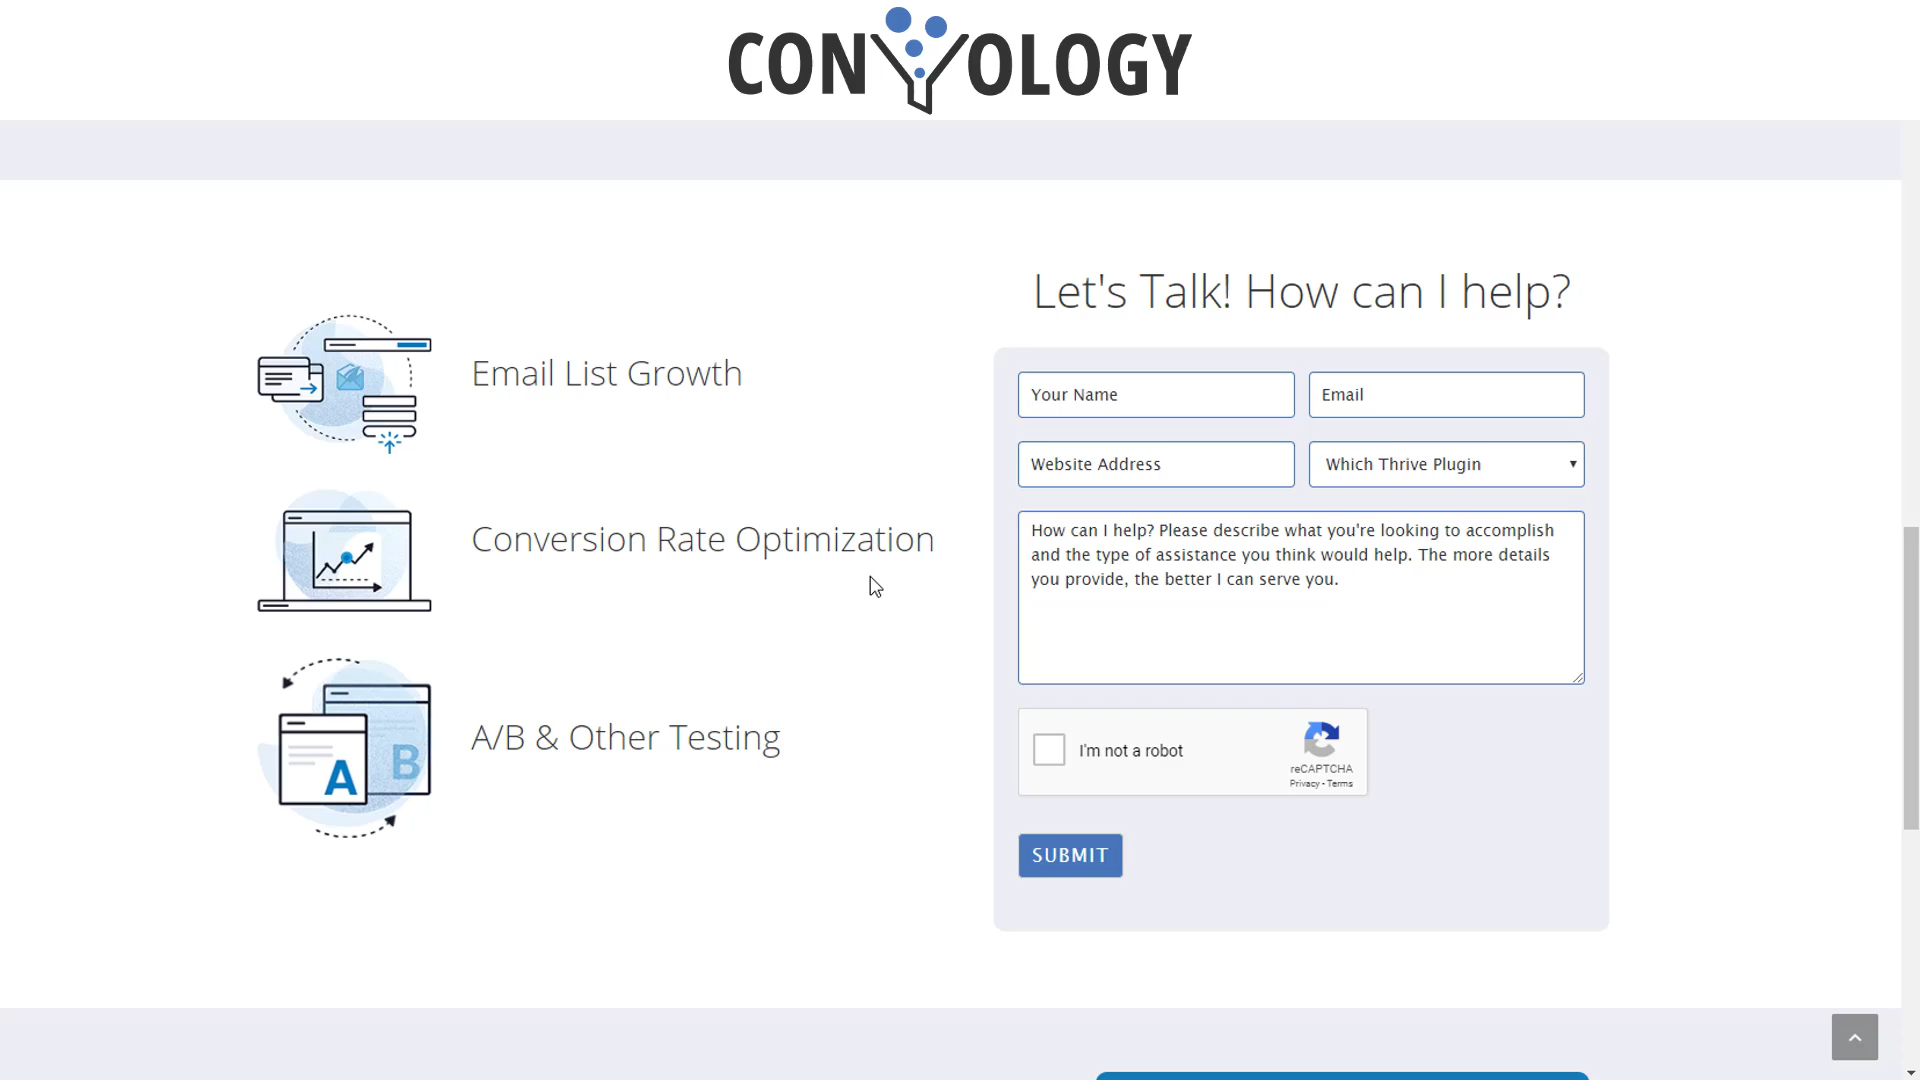 CONVOLOGY
Let's Talk! How can I help?
Email List Growth
Your Name
Email
Website Address
Which Thrive Plugin
Conversion Rate Optimization
How can I help? Please describe what you're looking to accomplish
and the type of assistance you think would help. The more details
you provide, the better I can serve you.
A/B & Other Testing
A
B
I'm not a robot
reCAPTCHA
Privacy - Terms
SUBMIT